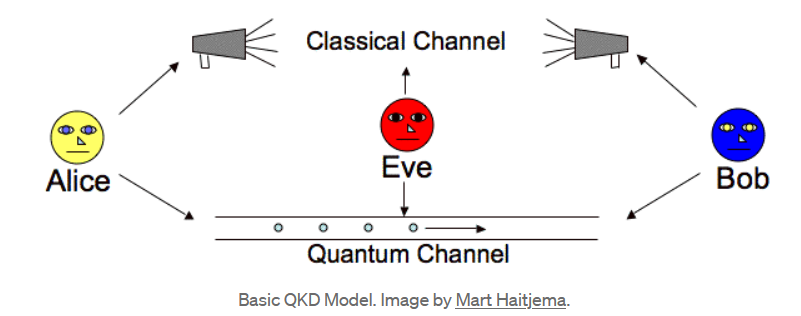 Classical Channel
Alice
Eve
Bob
Quantum Channel
Basic QKD Model. Image by Mart Haitjema.